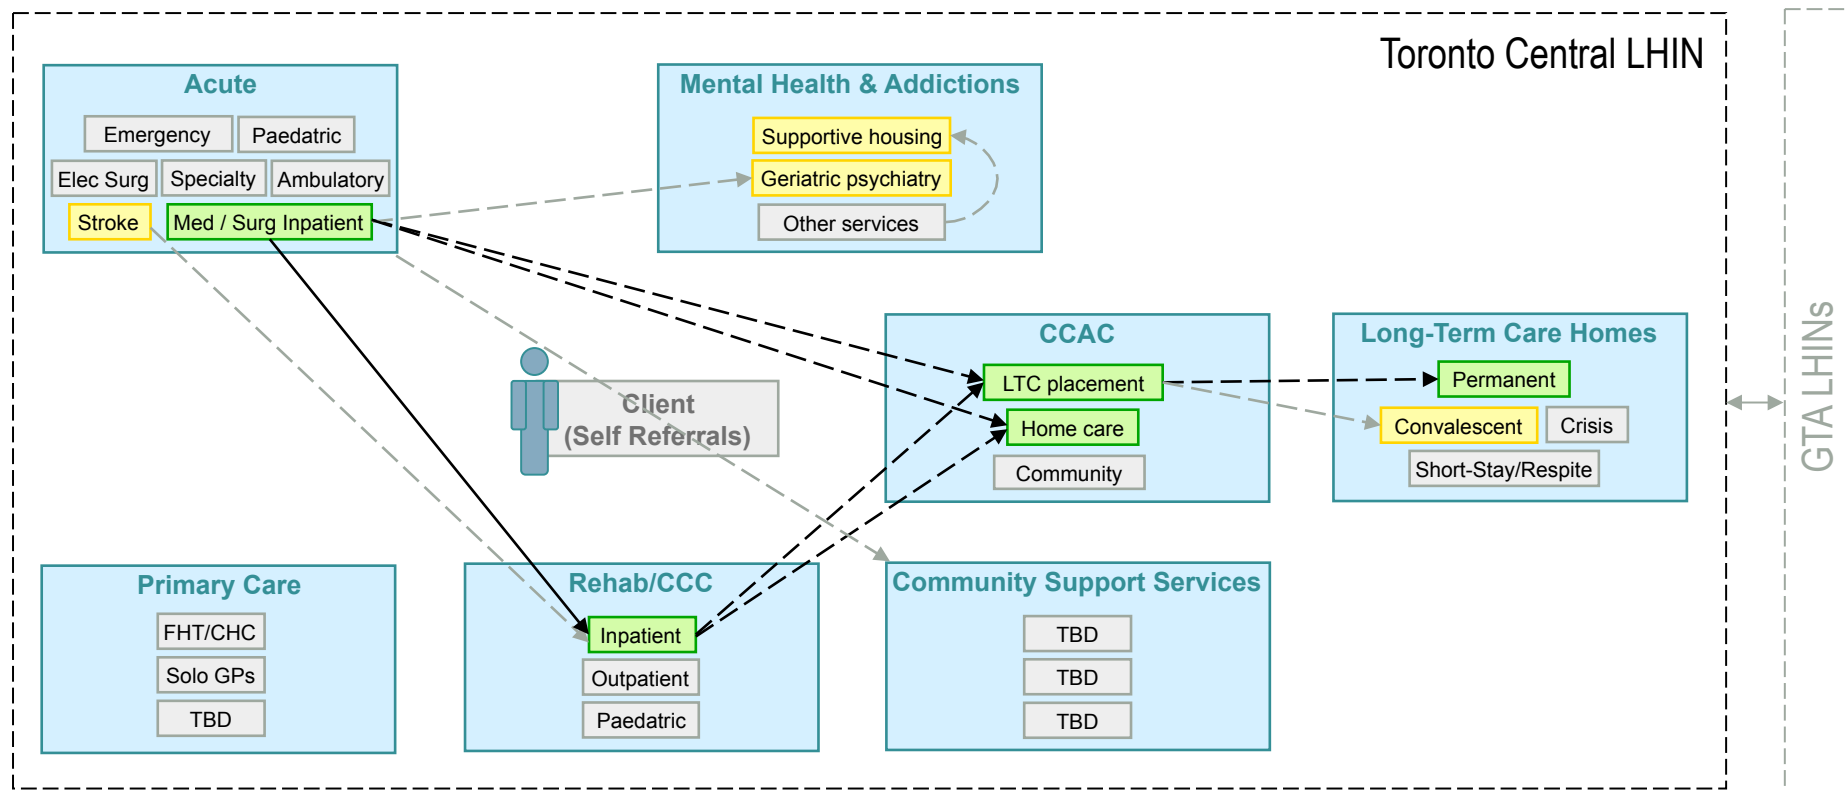 Toronto Central LHIN
Acute
Emergency
Paedatric
Elec Surg
Specialty
Ambulatory
Stroke
Med / Surg Inpatient
Mental Health & Addictions
Supportive housing
Geriatric psychiatry
Other services
CCAC
LTC placement
Home care
Community
Long-Term Care Homes
Permanent
Convalescent
Crisis
Short-Stay/Respite
Client
(Self Referrals)
Primary Care
FHT/CHC
Solo GPs
TBD
Rehab/CCC
Inpatient
Outpatient
Paedatric
Community Support Services
TBD
TBD
TBD
GTA LHINs